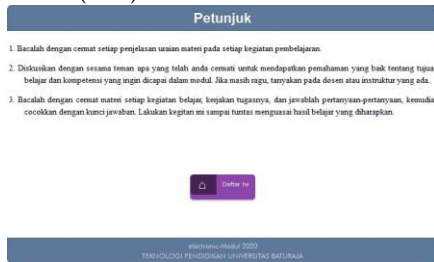 Petunjuk
1. Bacalah dengan cermat setiap penjelasan uraian materi pada setiap kegiatan pembelajaran.
2. Diskusikan dengan sesama teman apa yang telah anda cermati untuk mendapatkan pemahaman yang baik tentang tujua
belajar dan kompetensi yang ingin dicapai dalam modul. Jika masih ragu, tanyakan pada dosen atau instruktur yang ada.
3. Bacalah dengan cermat materi setiap kegiatan belajar, kerjakan tugasnya, dan jawablah pertanyaan-pertanyaan, kemudia
cocokkan dengan kunci jawaban. Lakukan kegitan ini sampai tuntas menguasai hasil belajar yang diharapkan.
Daftar Isi
electronic-Modul 2020
TEKNOLOGI PENDIDIKAN UNIVERSITAS BATURAJA